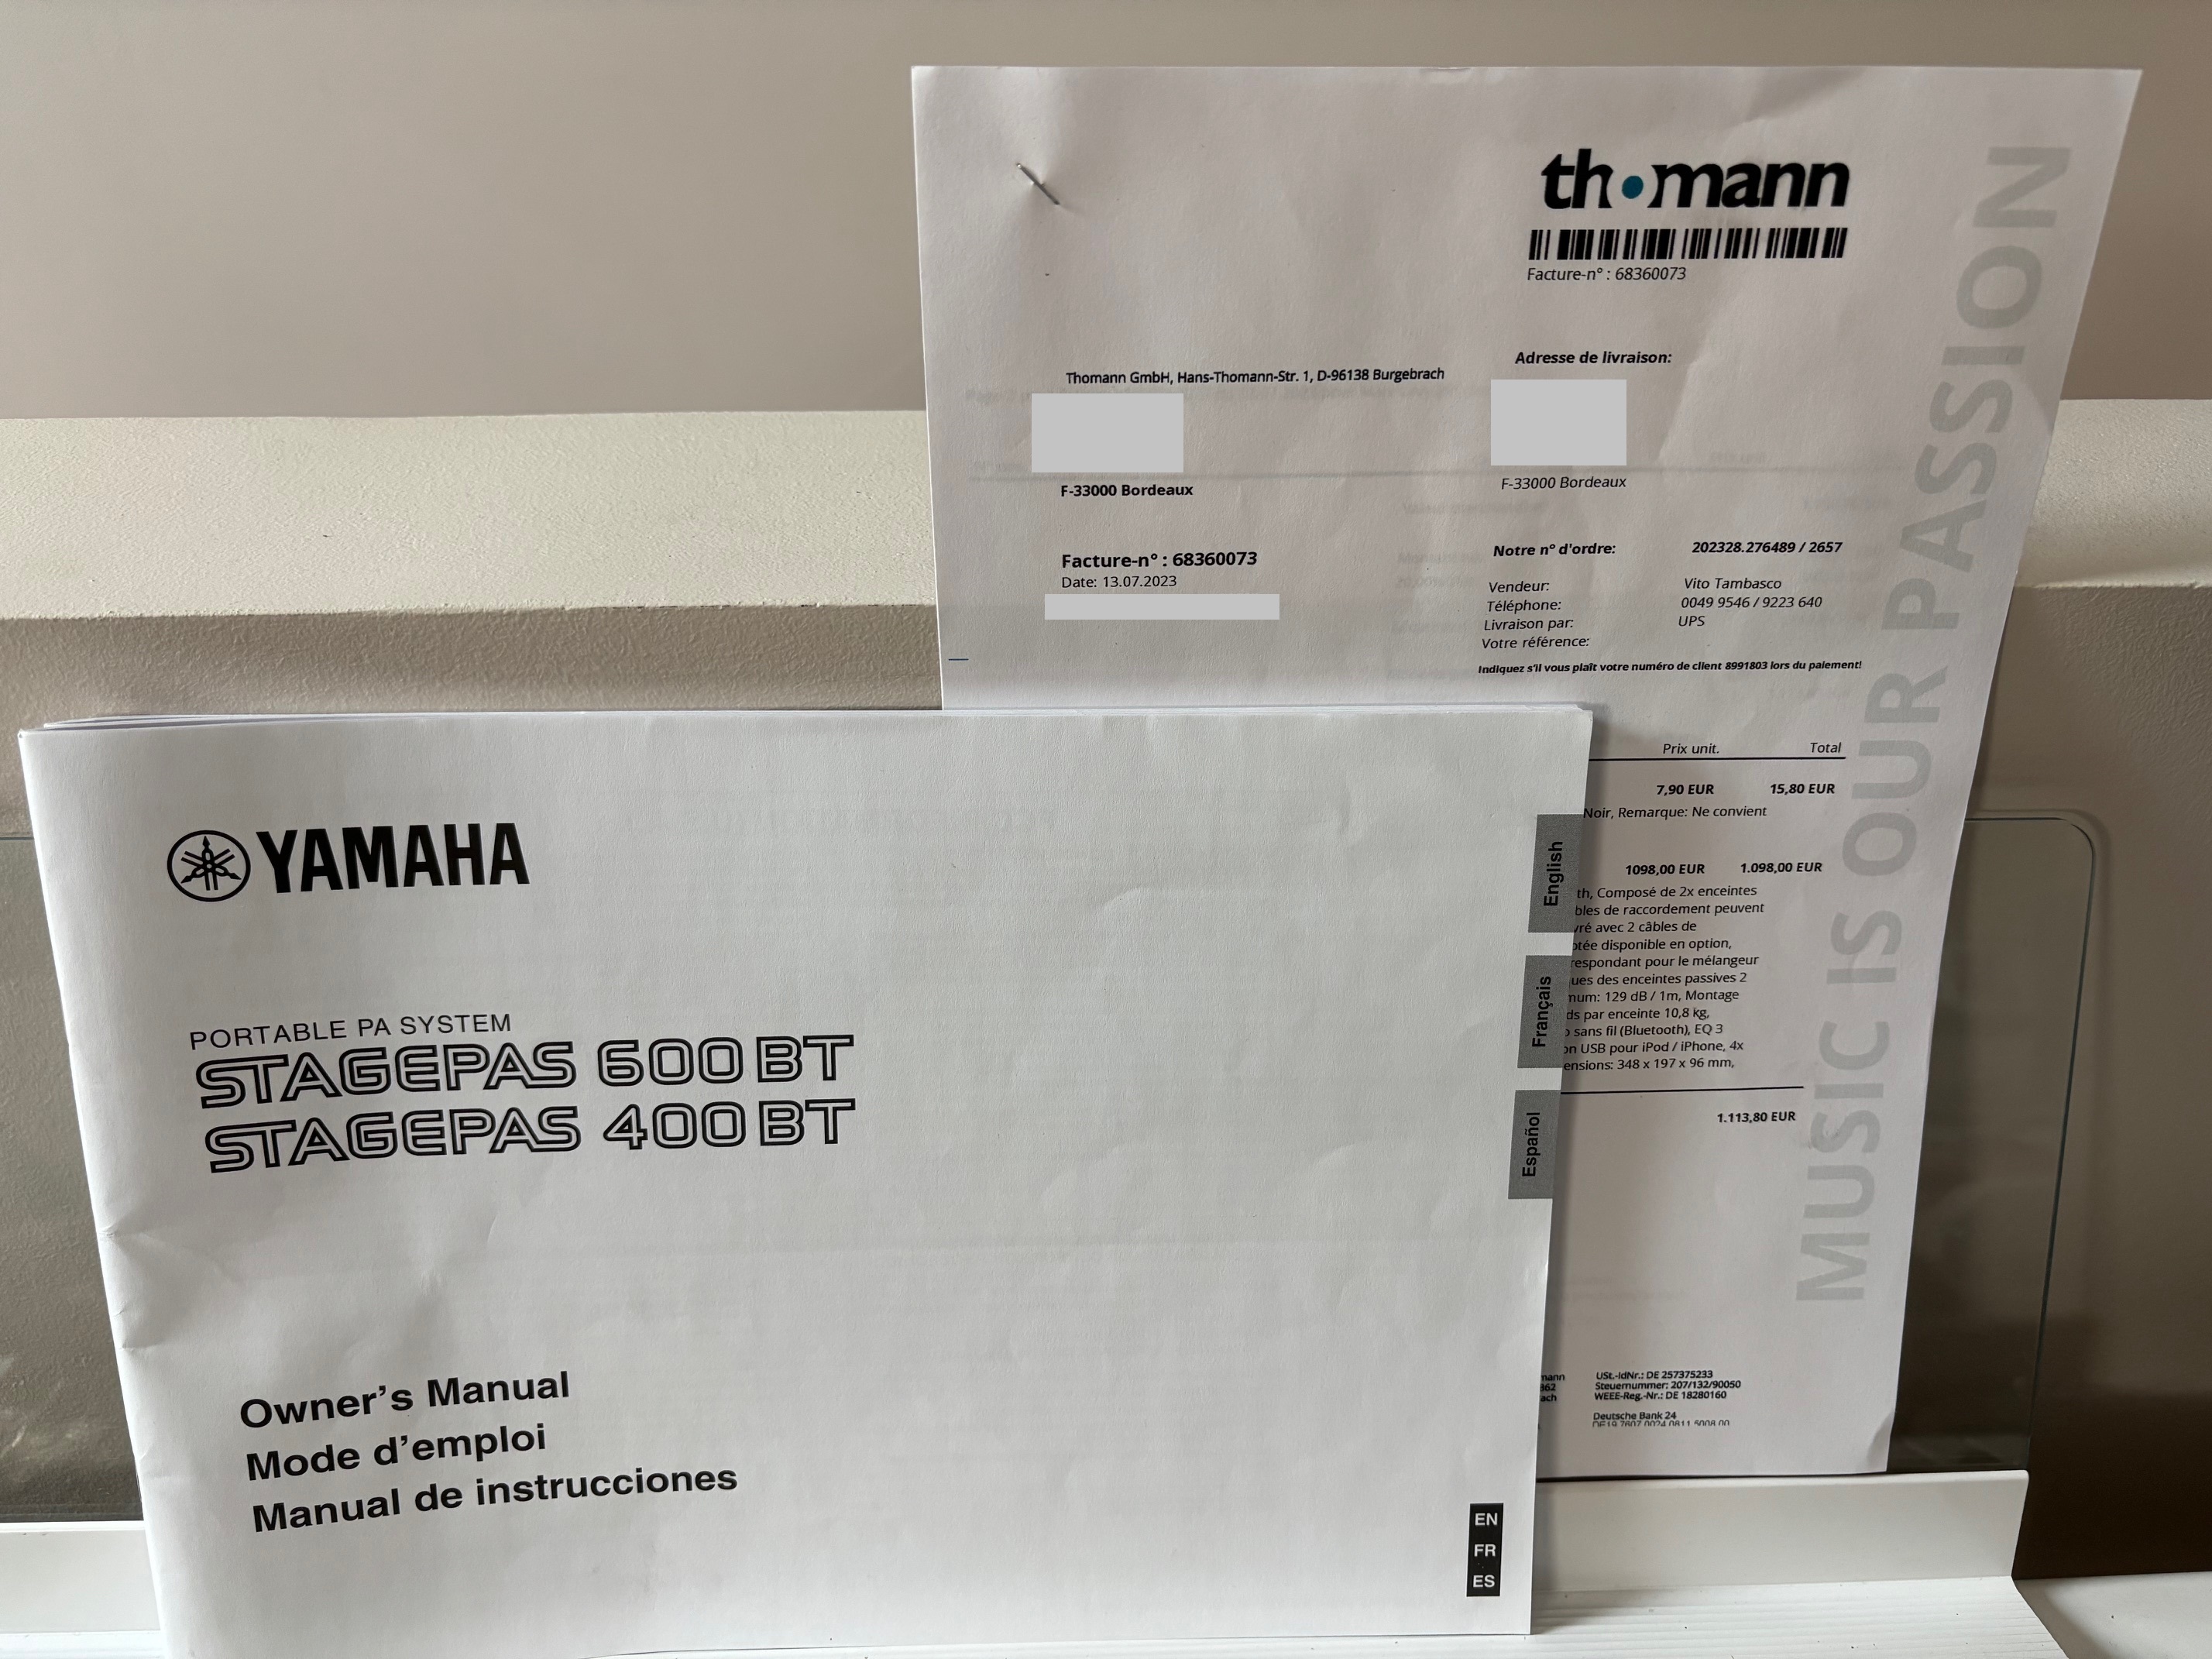 thomann
Facture-n° : 68360073
Adresse de livraison:
Thomann GmbH, Hans-Thomann-Str. 1, D-96138 Burgebrach
F-33000 Bordeaux
F-33000 Bordeaux
Facture-n° : 68360073
Date: 13.07.2023
Notre n° d'ordre: 202328.276489 / 2657
Vendeur: Vito Tambasco
Téléphone: 0049 9546 / 9223 640
Livraison par: UPS
Votre référence:
Indiquez s'il vous plaît votre numéro de client 8991803 lors du paiement!
Prix unit. Total
7,90 EUR 15,80 EUR
Noir, Remarque: Ne convient
1098,00 EUR 1.098,00 EUR
th, Composé de 2x enceintes
bles de raccordement peuvent
vré avec 2 câbles de
ptée disponible en option,
respondant pour le mélangeur
ues des enceintes passives 2
mum: 129 dB / 1m, Montage
ds par enceinte 10,8 kg,
o sans fil (Bluetooth), EQ 3
on USB pour iPod / iPhone, 4x
ensions: 348 x 197 x 96 mm,
1.113,80 EUR
mann
362
ach
USt.-IdNr.: DE 257375233
Steuernummer: 207/132/90050
WEEE-Reg.-Nr.: DE 18280160
Deutsche Bank 24
MUSIC IS OUR PASSION
YAMAHA
PORTABLE PA SYSTEM
STAGEPAS 600BT
STAGEPAS 400BT
Owner's Manual
Mode d'emploi
Manual de instrucciones
English
Français
Español
EN
FR
ES